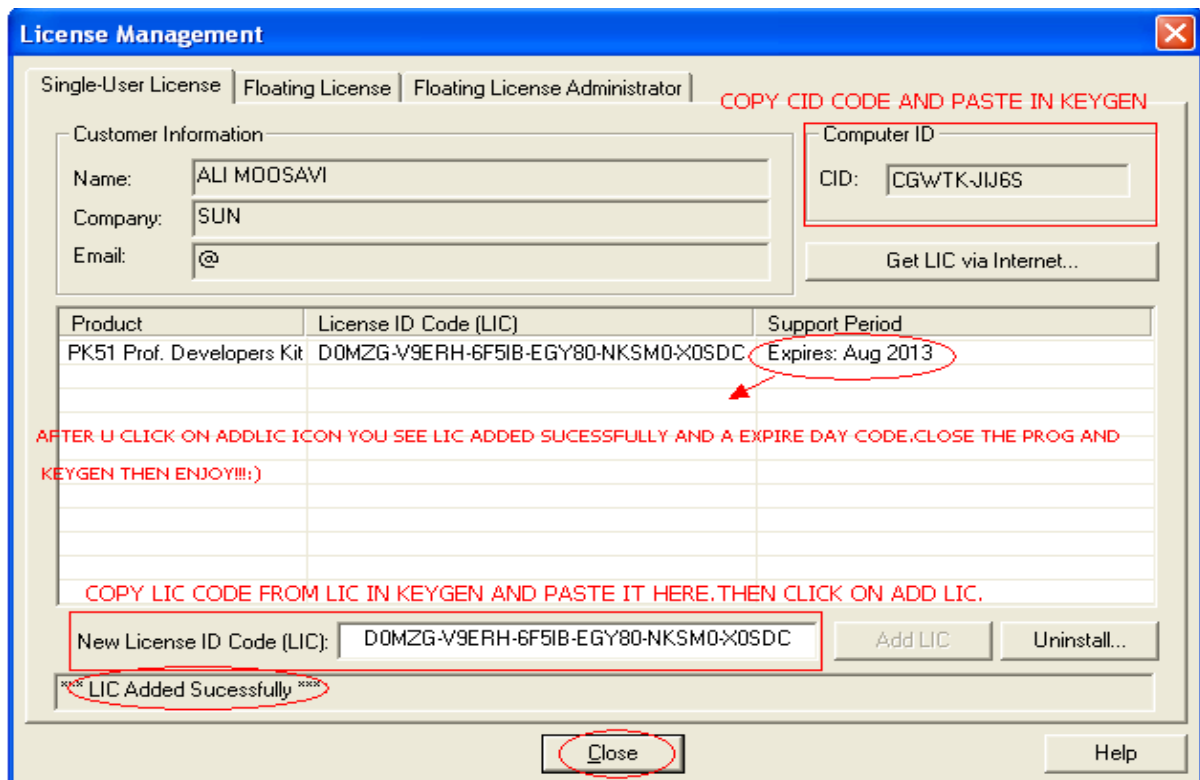 License Management
Single-User License Floating License Floating License Administrator
COPY CID CODE AND PASTE IN KEYGEN
Customer Information
Computer ID
Name: ALI MOOSAVI
CID: CGWTK-JIJ6S
Company: SUN
Email: @
Get LIC via Internet...
Product License ID Code (LIC) Support Period
PK51 Prof. Developers Kit D0MZG-V9ERH-6F5IB-EGY80-NKSM0-X0SDC Expires: Aug 2013
AFTER U CLICK ON ADDLIC ICON YOU SEE LIC ADDED SUCESSFULLY AND A EXPIRE DAY CODE.CLOSE THE PROG AND
KEYGEN THEN ENJOY!!!:)
COPY LIC CODE FROM LIC IN KEYGEN AND PASTE IT HERE.THEN CLICK ON ADD LIC.
New License ID Code (LIC): D0MZG-V9ERH-6F5IB-EGY80-NKSM0-X0SDC Add LIC Uninstall...
*** LIC Added Sucessfully ***
Close Help